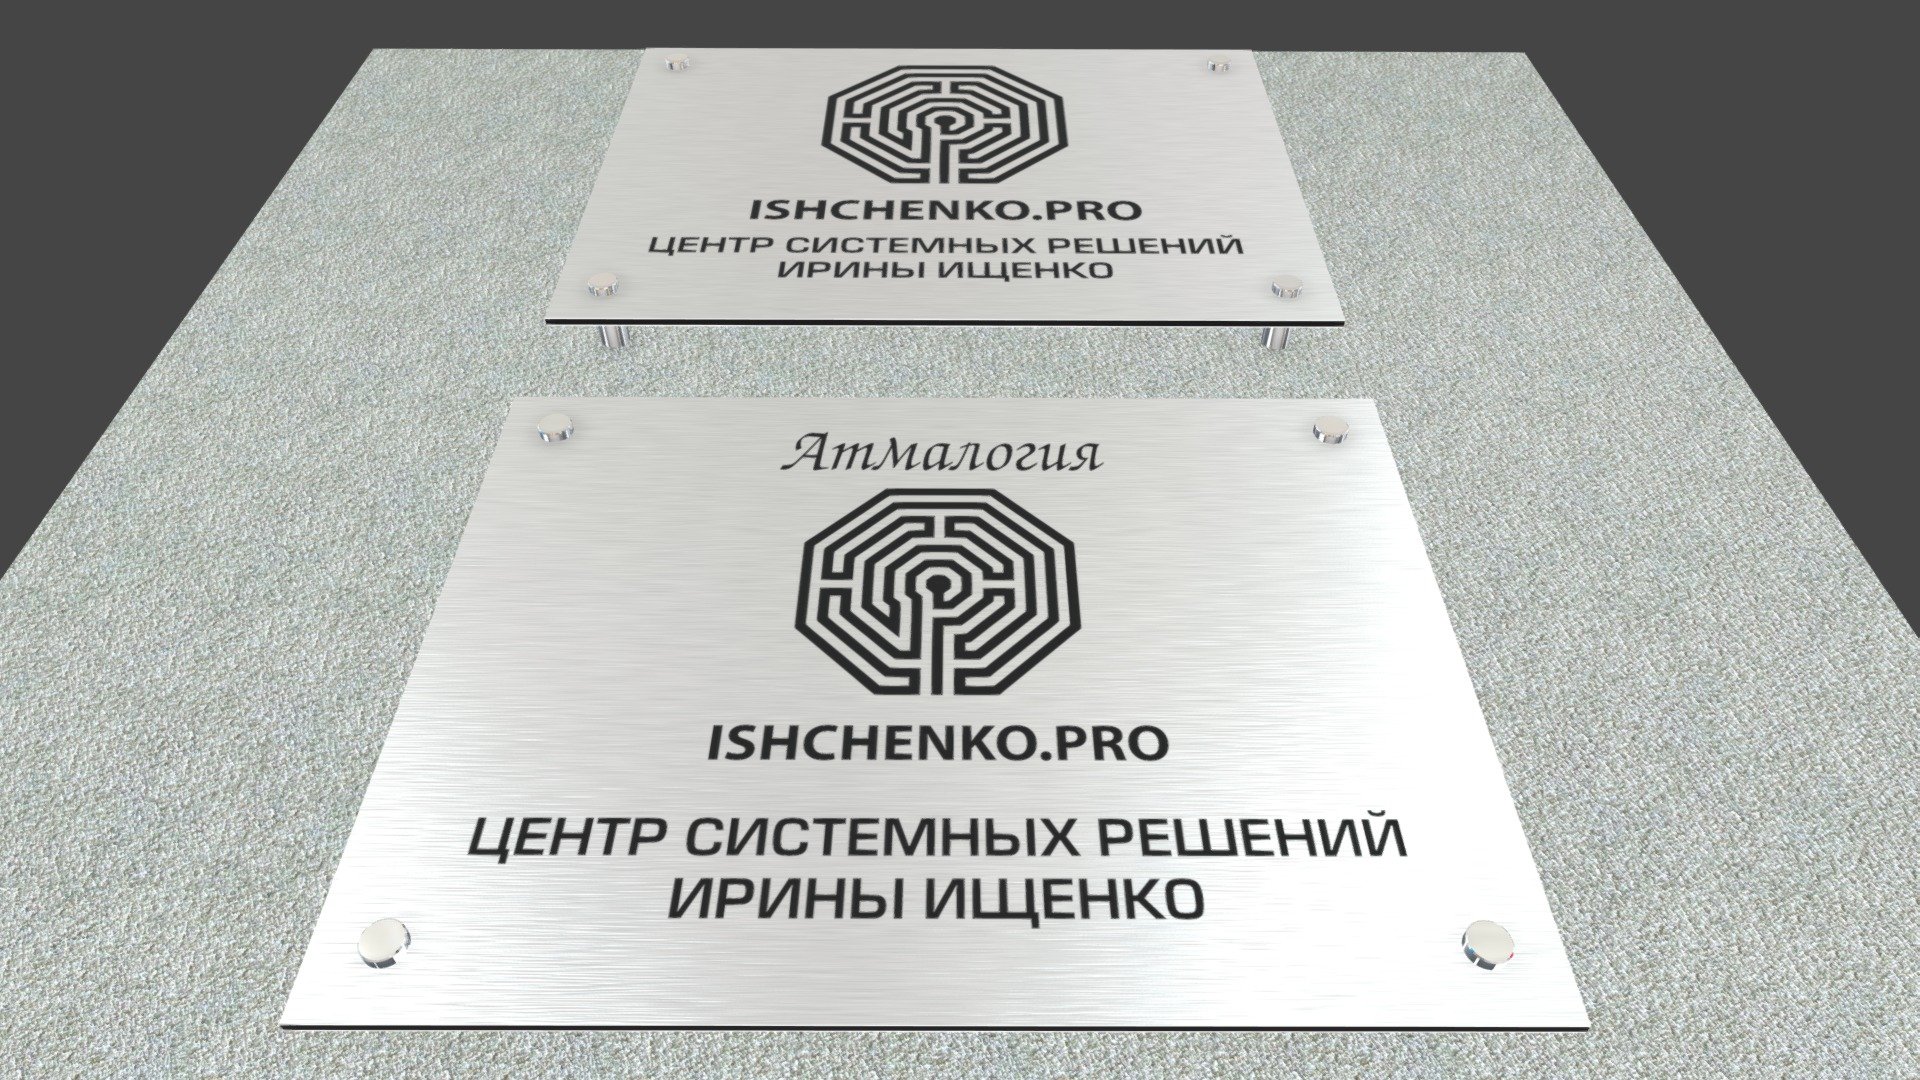 ISHCHENKO.PRO
ЦЕНТР СИСТЕМНЫХ РЕШЕНИЙ
ИРИНЫ ИЩЕНКО
Атмалогия
ISHCHENKO.PRO
ЦЕНТР СИСТЕМНЫХ РЕШЕНИЙ
ИРИНЫ ИЩЕНКО